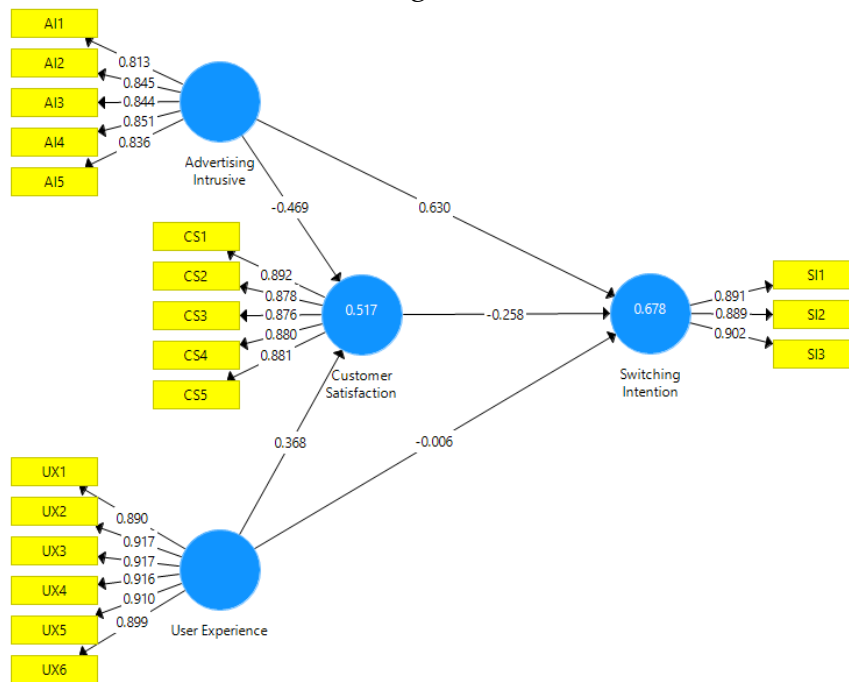 AI1
AI2
AI3
AI4
AI5
0.813
0.845
0.844
0.851
0.836
Advertising
Intrusive
-0.469
0.630
CS1
CS2
CS3
CS4
CS5
0.892
0.878
0.876
0.880
0.881
0.517
Customer
Satisfaction
-0.258
0.678
Switching
Intention
0.891
0.889
0.902
SI1
SI2
SI3
0.368
-0.006
UX1
UX2
UX3
UX4
UX5
UX6
0.890
0.917
0.917
0.916
0.910
0.899
User Experience